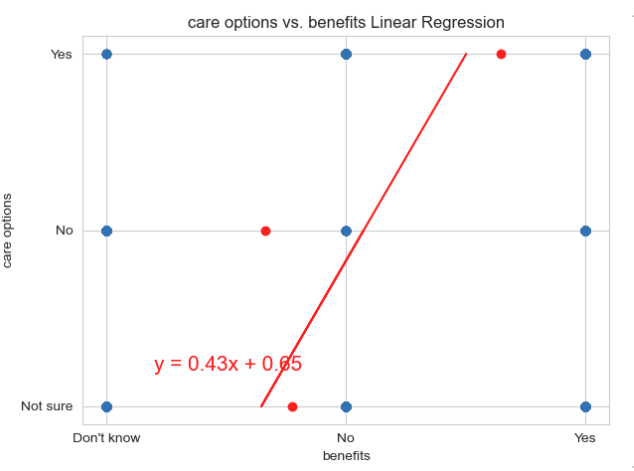 care options vs. benefits Linear Regression
Yes
No
Not sure
care options
y = 0.43x + 0.65
Don't know
No
Yes
benefits